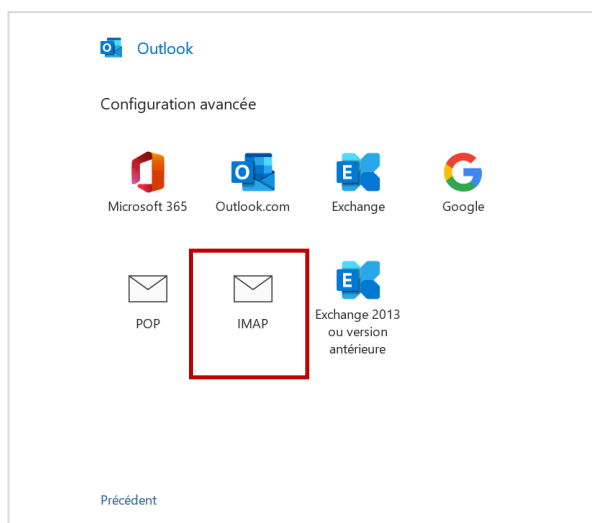 Outlook
Configuration avancée
Microsoft 365
Outlook.com
Exchange
Google
POP
IMAP
Exchange 2013
ou version
antérieure
Précédent